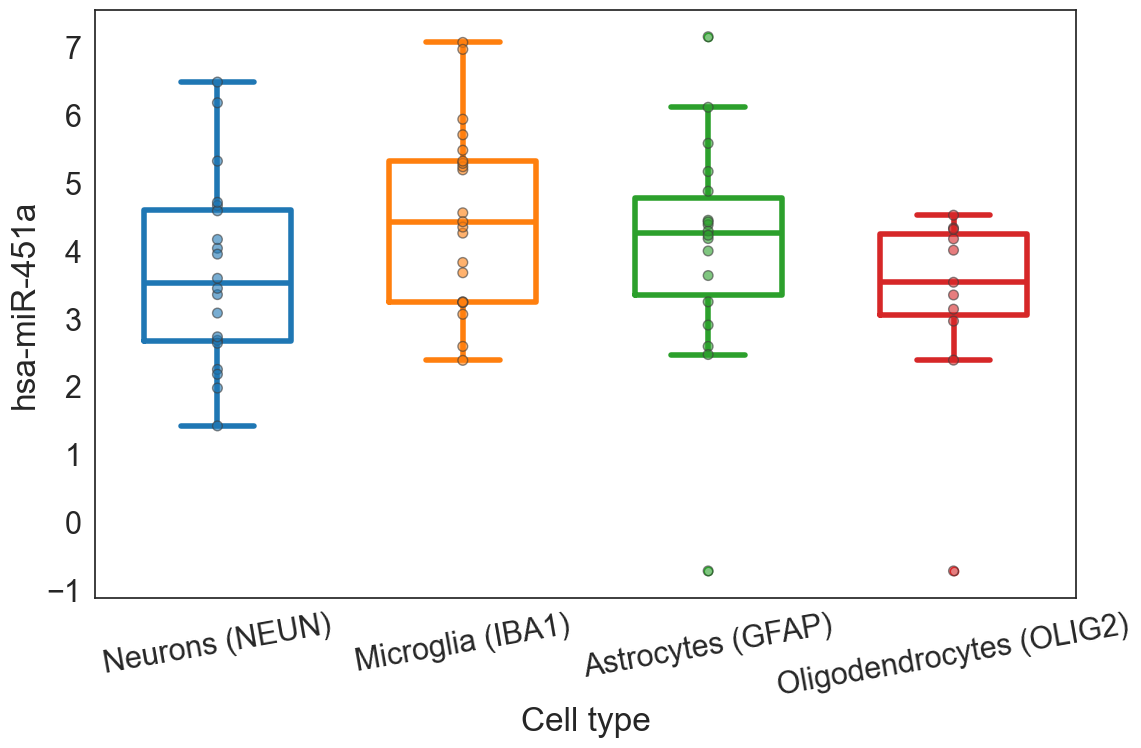 hsa-miR-451a
7
6
5
4
3
2
1
0
−1
Neurons (NEUN)
Microglia (IBA1)
Astrocytes (GFAP)
Oligodendrocytes (OLIG2)
Cell type